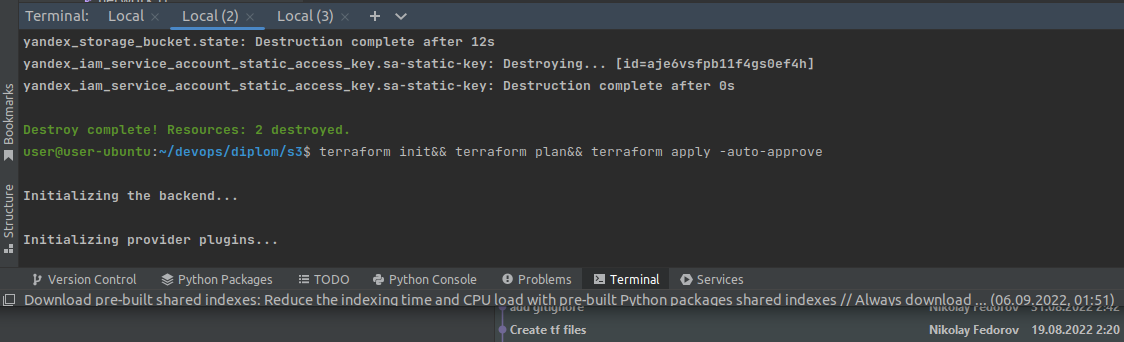 Terminal: Local Local (2) Local (3)
yandex_storage_bucket.state: Destruction complete after 12s
yandex_iam_service_account_static_access_key.sa-static-key: Destroying... [id=aje6vsfpb11f4gs0ef4h]
yandex_iam_service_account_static_access_key.sa-static-key: Destruction complete after 0s
Destroy complete! Resources: 2 destroyed.
user@user-ubuntu:~/devops/diplom/s3$ terraform init&& terraform plan&& terraform apply -auto-approve
Initializing the backend...
Initializing provider plugins...
Bookmarks
Structure
Version Control Python Packages TODO Python Console Problems Terminal Services
Download pre-built shared indexes: Reduce the indexing time and CPU load with pre-built Python packages shared indexes // Always download ... (06.09.2022, 01:51)
add gitignore Nikolay Fedorov 31.08.2022 2:42
Create tf files Nikolay Fedorov 19.08.2022 2:20